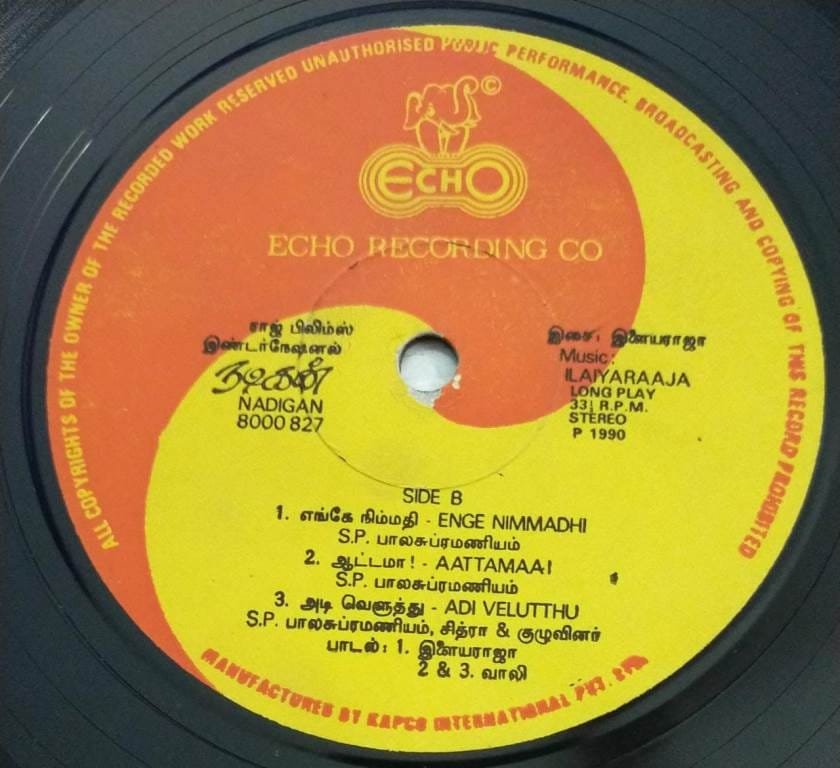 ALL COPYRIGHTS OF THE OWNER OF THE RECORDED WORK RESERVED UNAUTHORISED PUBLIC PERFORMANCE, BROADCASTING AND COPYING OF THIS RECORD PROHIBITED
©
ECHO
ECHO RECORDING CO
ராஜ் பிலிம்ஸ்
இண்டர்நேஷனல்
நடிகன்
NADIGAN
8000 827
இசை: இளையராஜா
Music:
ILAIYARAAJA
LONG PLAY
33⅓ R.P.M.
STEREO
P 1990
SIDE B
1. எங்கே நிம்மதி - ENGE NIMMADHI
S.P. பாலசுப்ரமணியம்
2. ஆட்டமா! - AATTAMAAI
S.P. பாலசுப்ரமணியம்
3. அடி வெளுத்து - ADI VELUTTHU
S.P. பாலசுப்ரமணியம், சித்ரா & குழுவினர்
பாடல்: 1. இளையராஜா
2 & 3. வாலி
MANUFACTURED BY KAPCO INTERNATIONAL PVT. LTD.